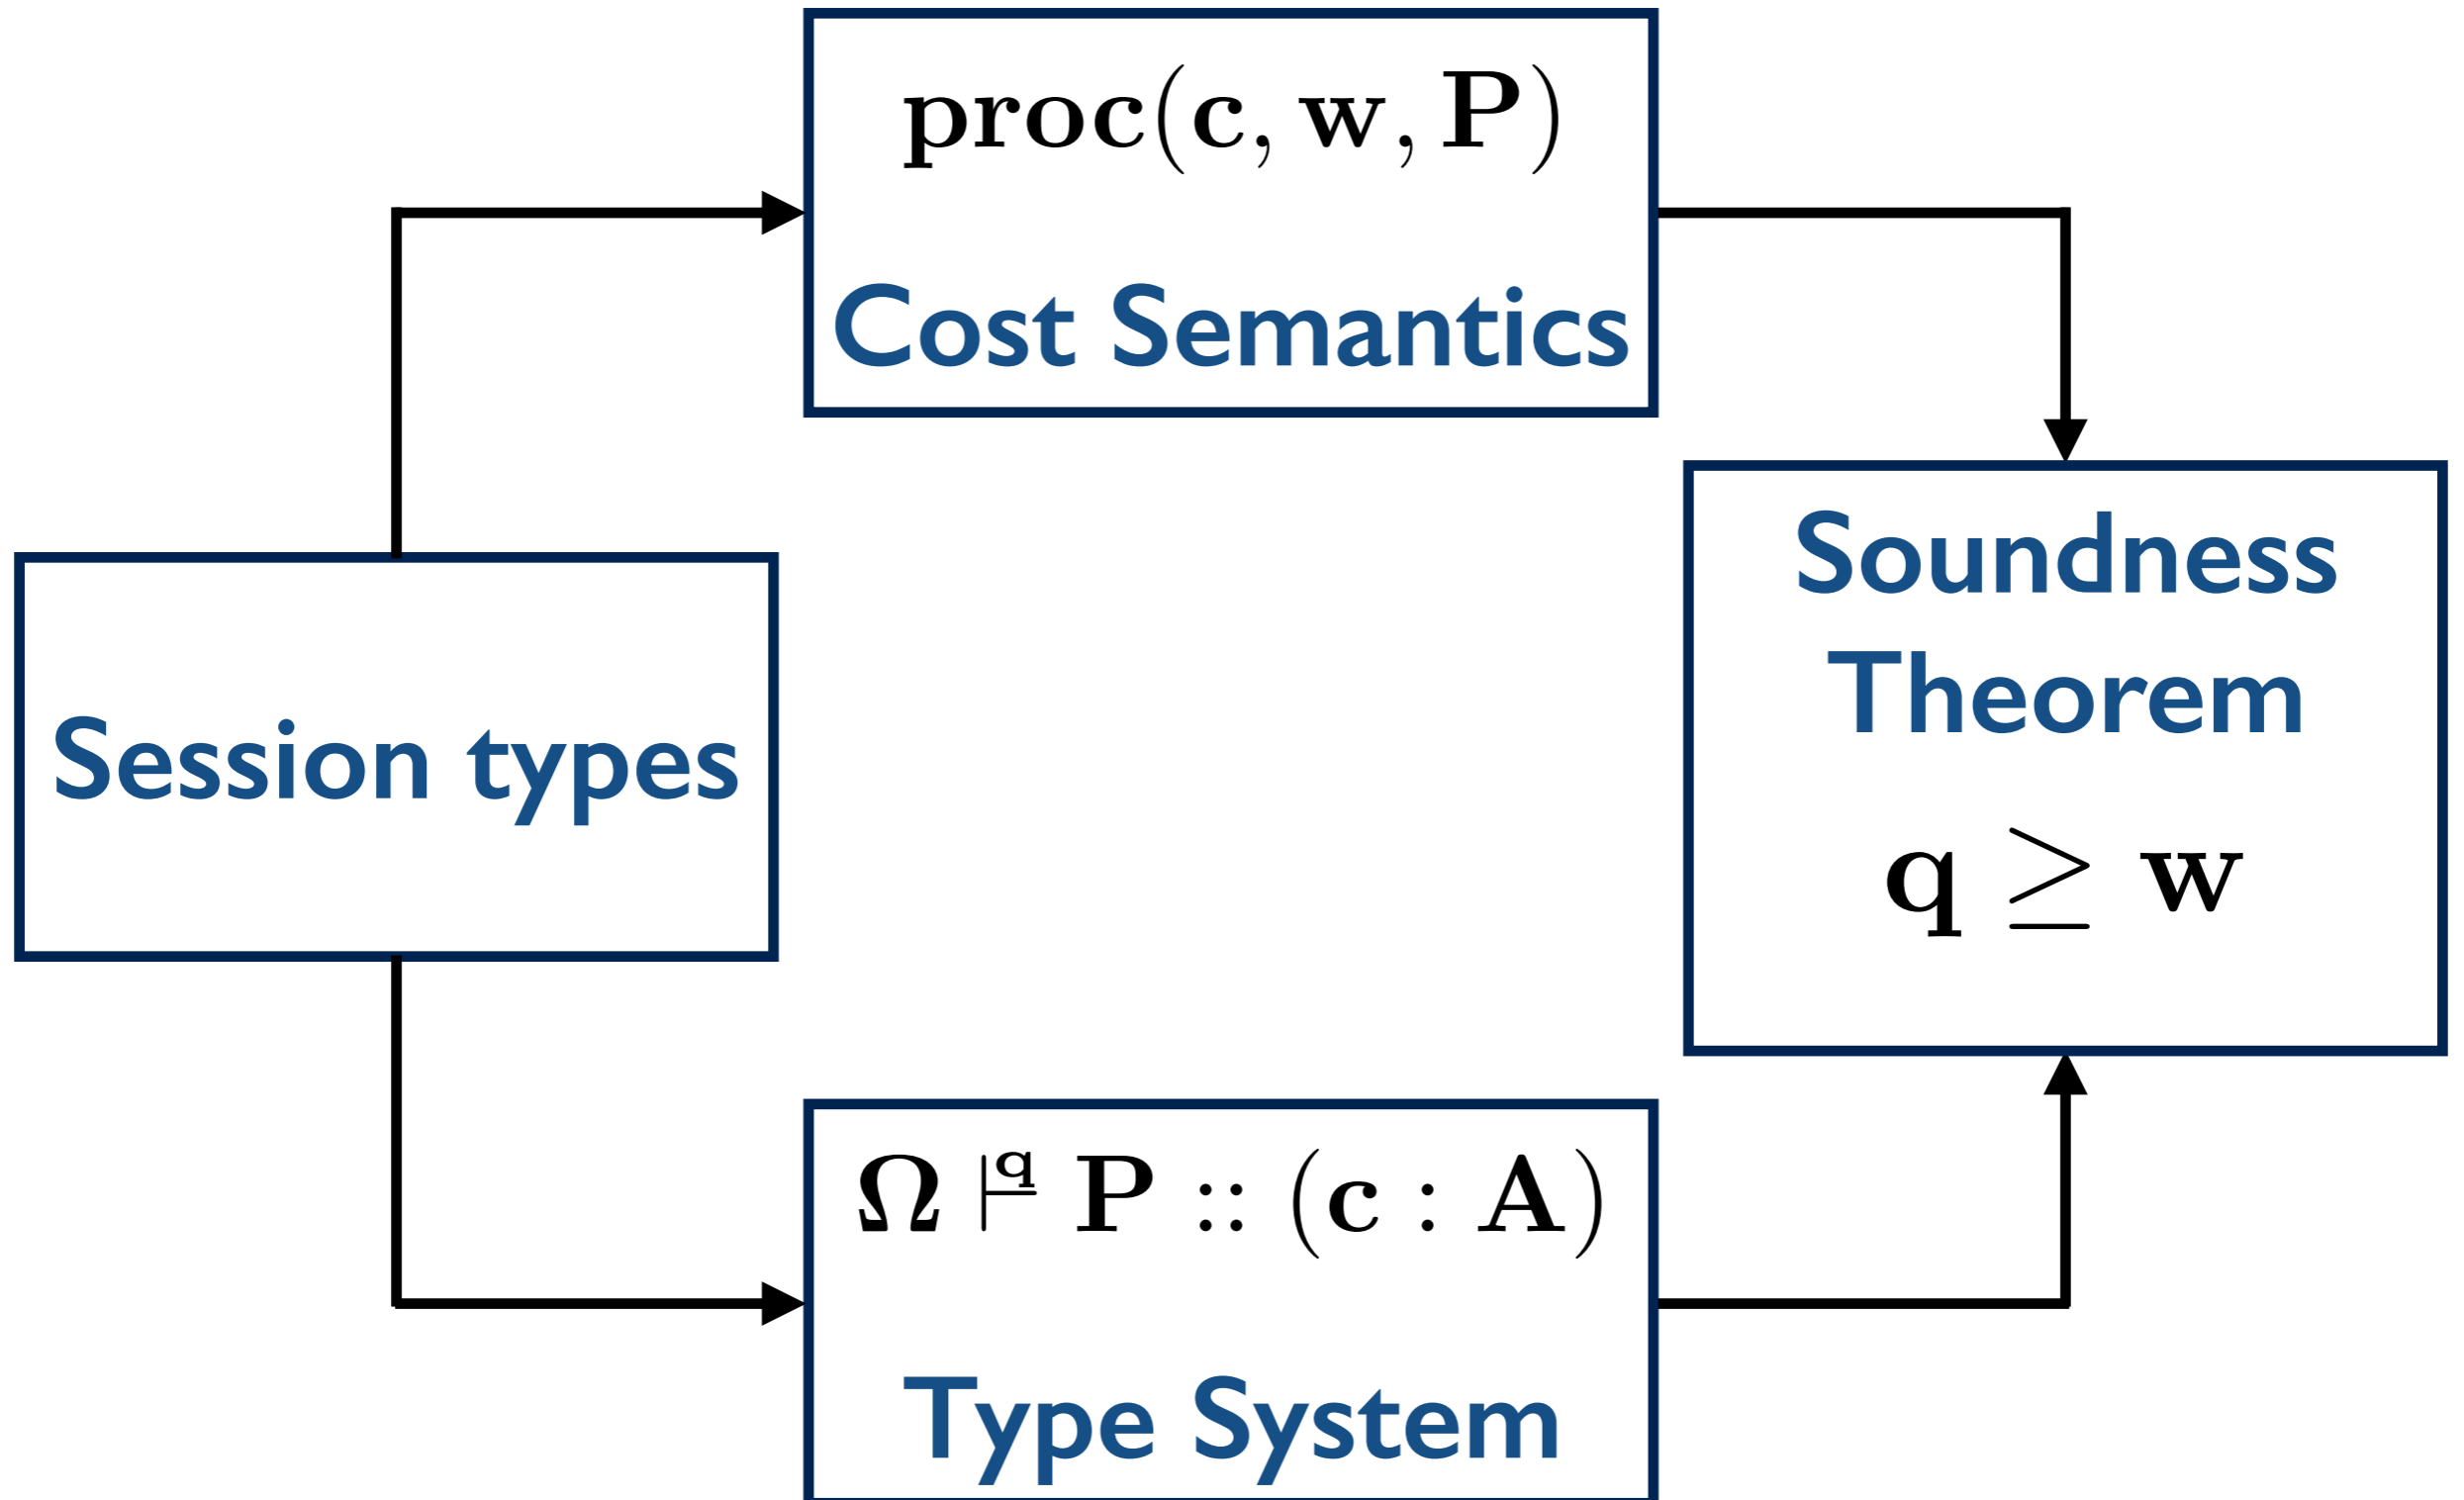 proc(c, w, P)
Cost Semantics
Session types
Soundness
Theorem
q ≥ w
Ω ⊢^q P :: (c : A)
Type System